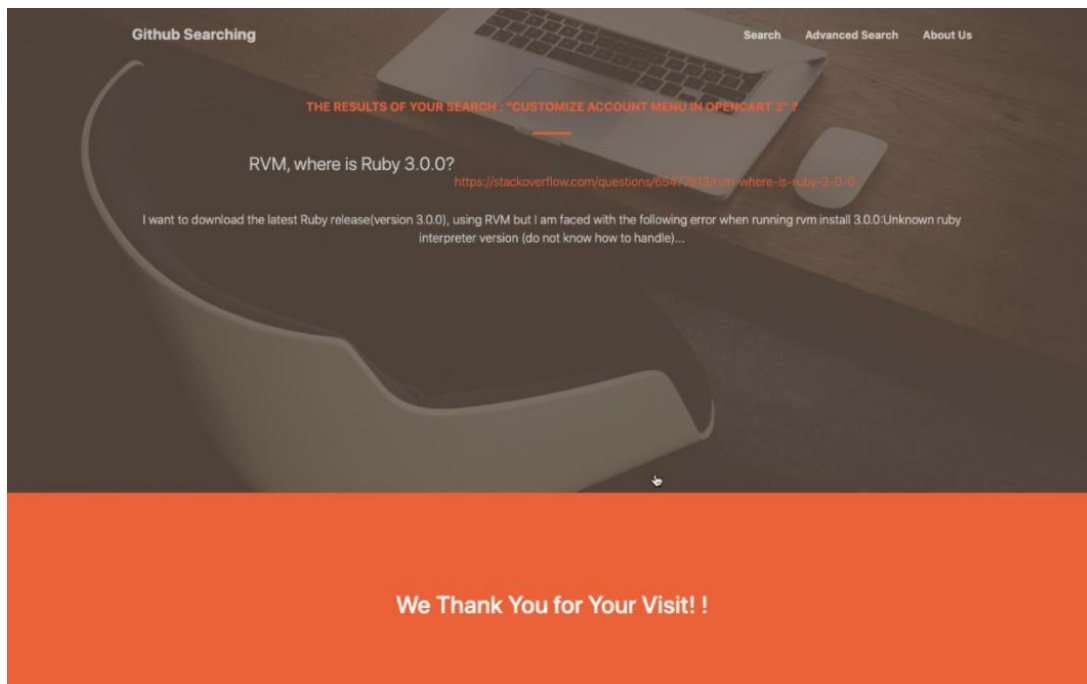 Github Searching
Search Advanced Search About Us
THE RESULTS OF YOUR SEARCH : "CUSTOMIZE ACCOUNT MENU IN OPENCART 3" ?
RVM, where is Ruby 3.0.0?
https://stackoverflow.com/questions/65477613/rvm-where-is-ruby-3-0-0
I want to download the latest Ruby release(version 3.0.0), using RVM but I am faced with the following error when running rvm install 3.0.0:Unknown ruby
interpreter version (do not know how to handle)...
We Thank You for Your Visit! !